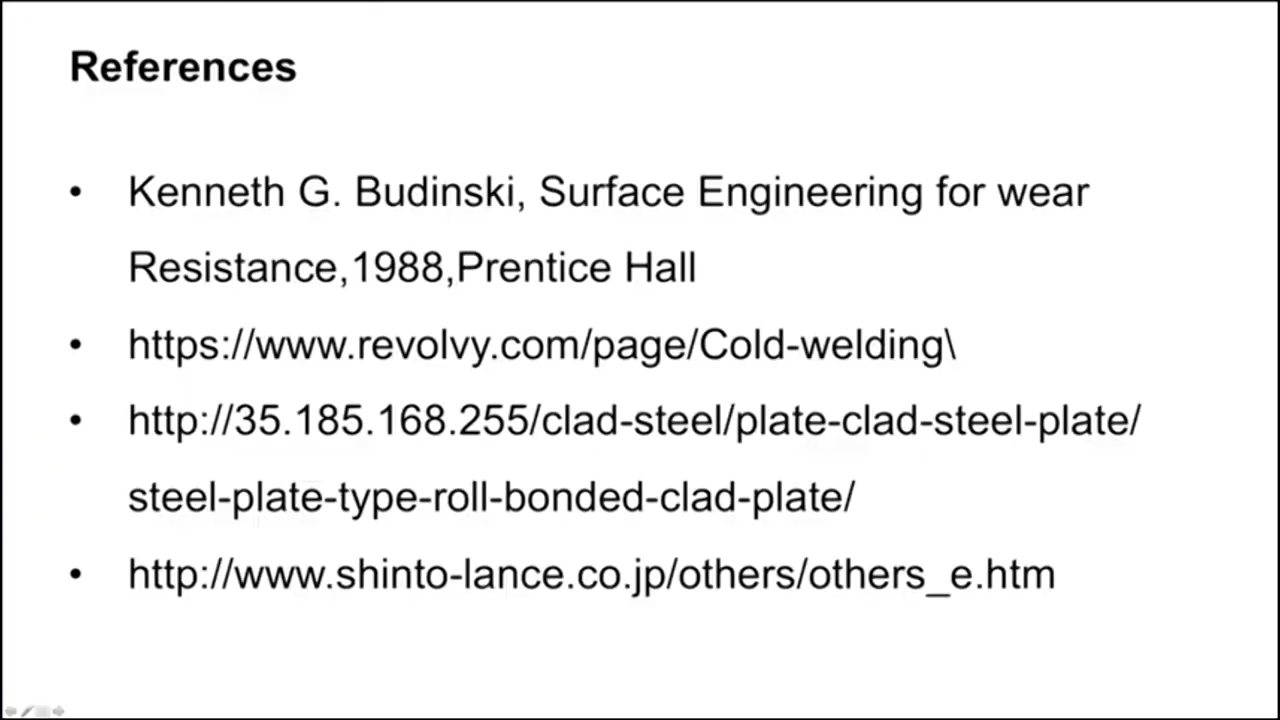 References
• Kenneth G. Budinski, Surface Engineering for wear
Resistance,1988,Prentice Hall
• https://www.revolvy.com/page/Cold-welding\
• http://35.185.168.255/clad-steel/plate-clad-steel-plate/
steel-plate-type-roll-bonded-clad-plate/
• http://www.shinto-lance.co.jp/others/others_e.htm